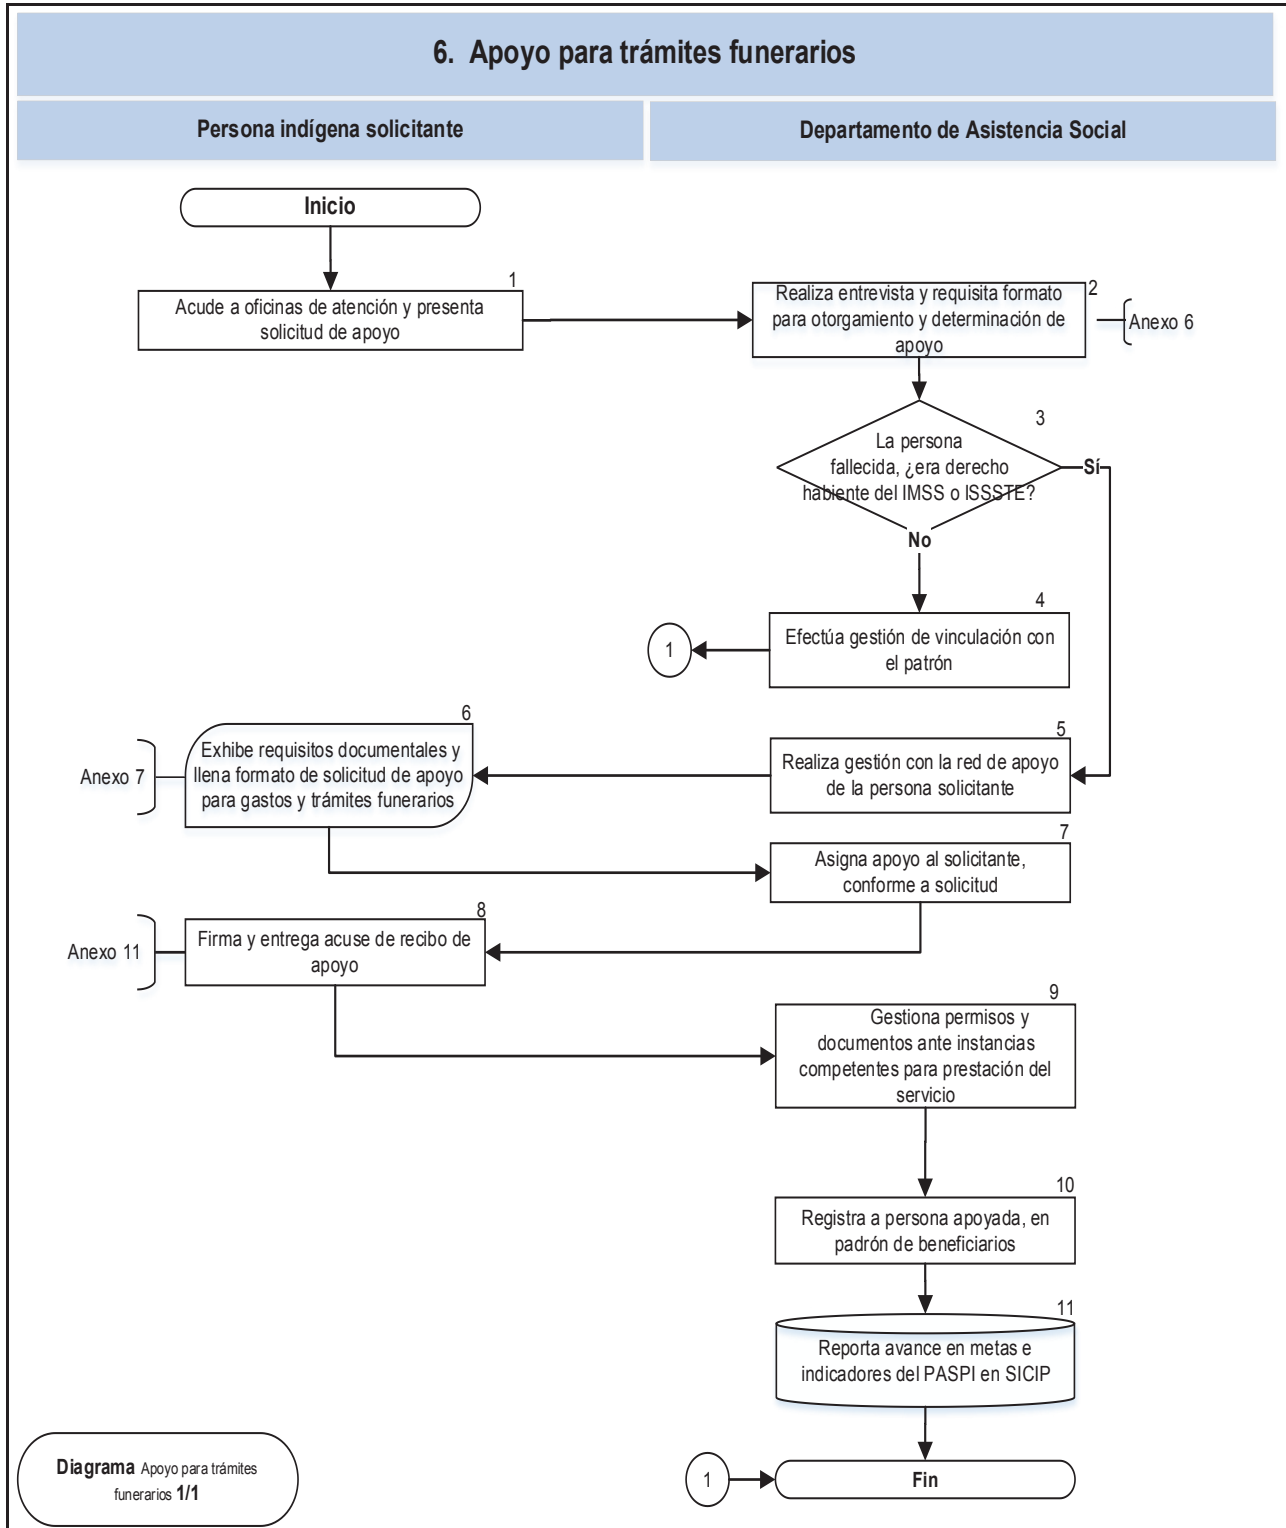 6. Apoyo para trámites funerarios
Persona indígena solicitante
Departamento de Asistencia Social
Inicio
1
Acude a oficinas de atención y presenta
solicitud de apoyo
2
Realiza entrevista y requisita formato
para otorgamiento y determinación de
apoyo
Anexo 6
3
La persona
fallecida, ¿era derecho
habiente del IMSS o ISSSTE?
Sí
No
4
Efectúa gestión de vinculación con
el patrón
1
5
Realiza gestión con la red de apoyo
de la persona solicitante
6
Exhibe requisitos documentales y
llena formato de solicitud de apoyo
para gastos y trámites funerarios
Anexo 7
7
Asigna apoyo al solicitante,
conforme a solicitud
8
Firma y entrega acuse de recibo de
apoyo
Anexo 11
9
Gestiona permisos y
documentos ante instancias
competentes para prestación del
servicio
10
Registra a persona apoyada, en
padrón de beneficiarios
11
Reporta avance en metas e
indicadores del PASPI en SICIP
1
Fin
Diagrama Apoyo para trámites
funerarios 1/1